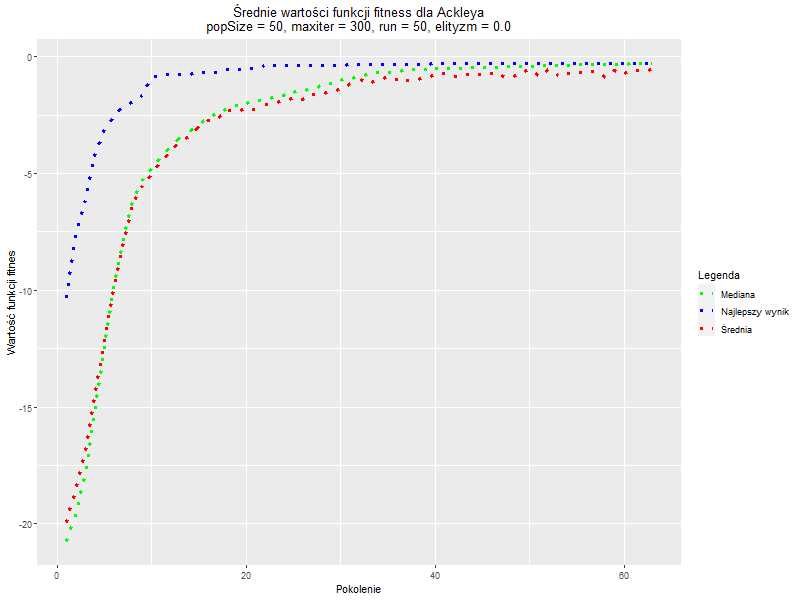 Średnie wartości funkcji fitness dla Ackleya
popSize = 50, maxiter = 300, run = 50, elityzm = 0.0
Wartość funkcji fitnes
0
-5
-10
-15
-20
0
20
40
60
Pokolenie
Legenda
Mediana
Najlepszy wynik
Średnia